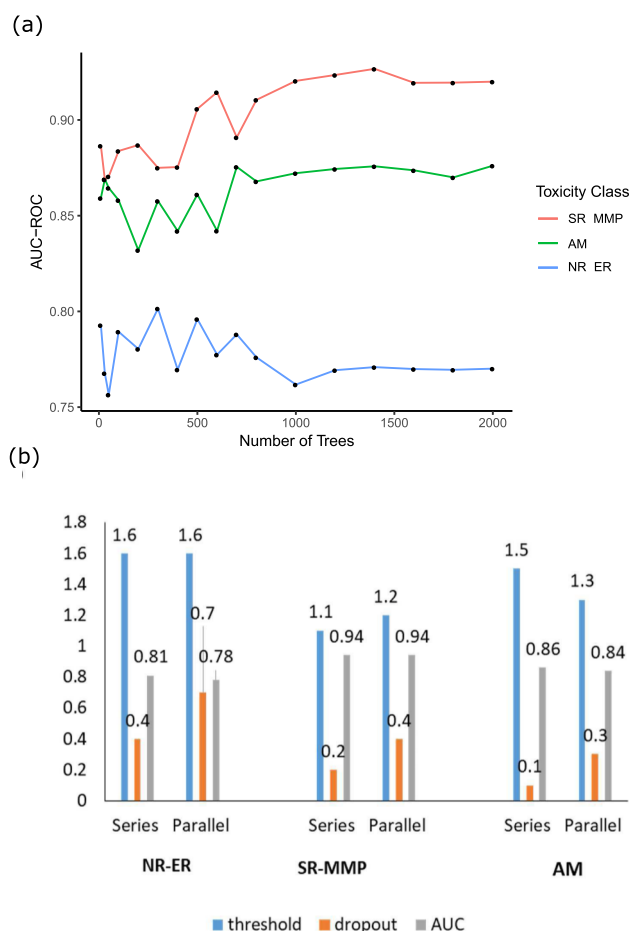 (a)
0.90
0.85
0.80
0.75
AUC−ROC
0 500 1000 1500 2000
Number of Trees
Toxicity Class
SR MMP
AM
NR ER
(b)
1.8
1.6
1.4
1.2
1
0.8
0.6
0.4
0.2
0
1.6 0.4 0.81 1.6 0.7 0.78
1.1 0.2 0.94 1.2 0.4 0.94
1.5 0.1 0.86 1.3 0.3 0.84
Series Parallel Series Parallel Series Parallel
NR-ER SR-MMP AM
threshold dropout AUC